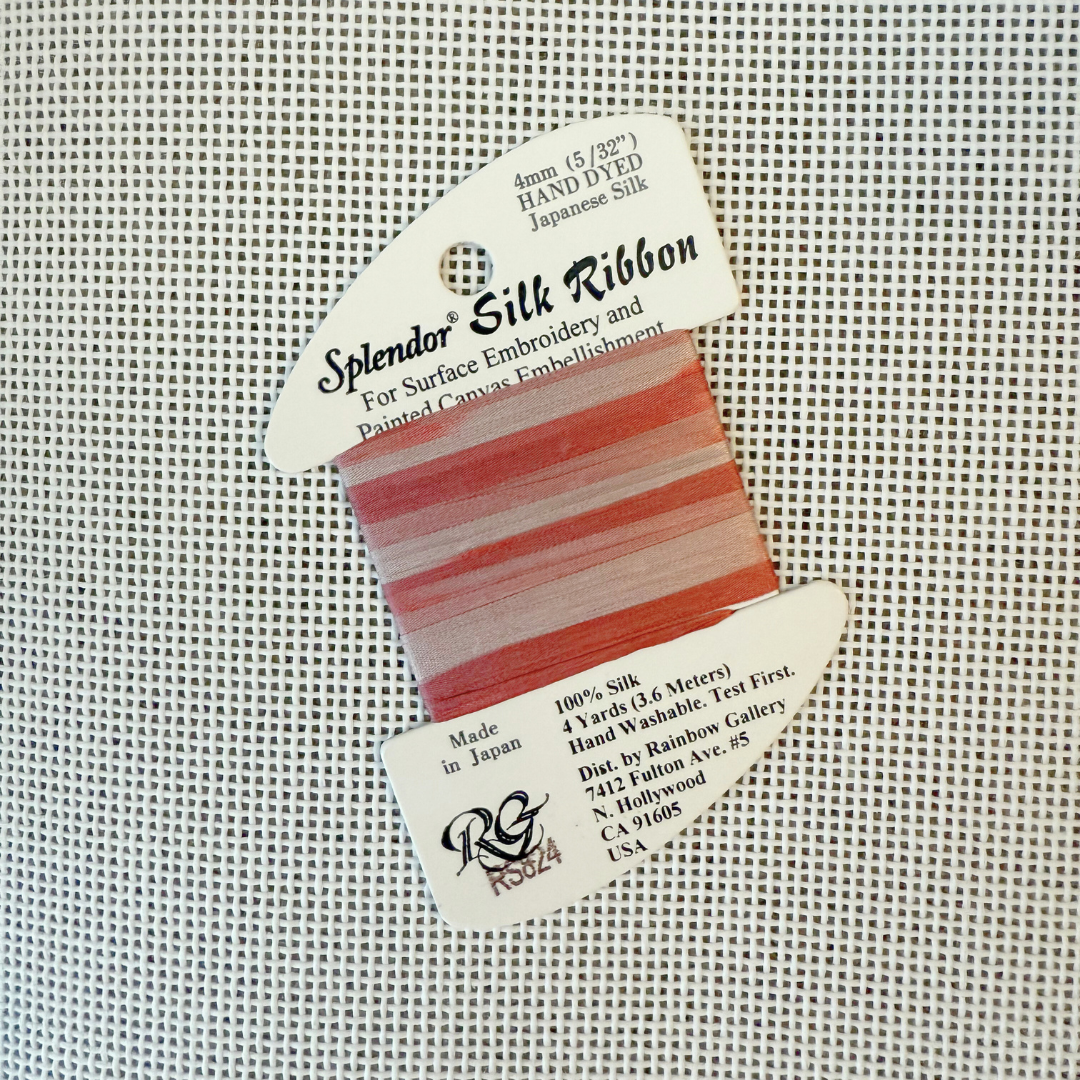 4mm (5/32")
HAND DYED
Japanese Silk
Splendor® Silk Ribbon
For Surface Embroidery and
Painted Canvas Embellishment
Made
in Japan
100% Silk
4 Yards (3.6 Meters)
Hand Washable. Test First.
Dist. by Rainbow Gallery
7412 Fulton Ave. #5
N. Hollywood
CA 91605
USA
RG
RS824